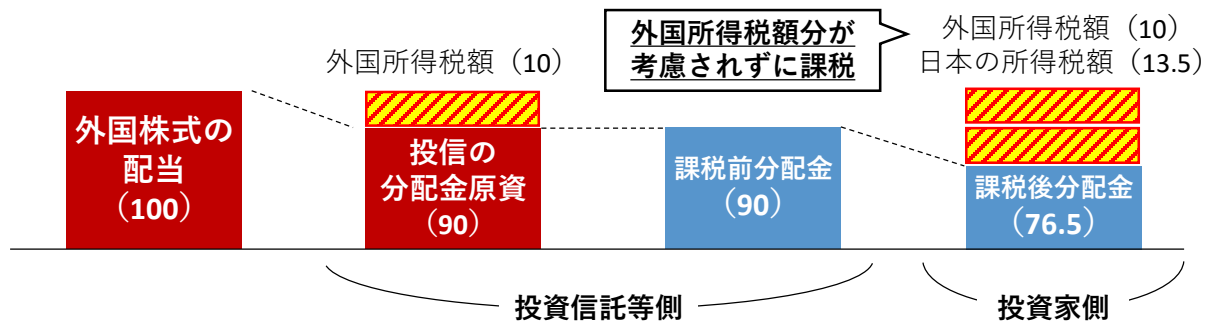 外国所得税額分が
考慮されずに課税
外国所得税額（10）
日本の所得税額（13.5）
外国所得税額（10）
外国株式の
配当
（100）
投信の
分配金原資
（90）
課税前分配金
（90）
課税後分配金
（76.5）
投資信託等側
投資家側